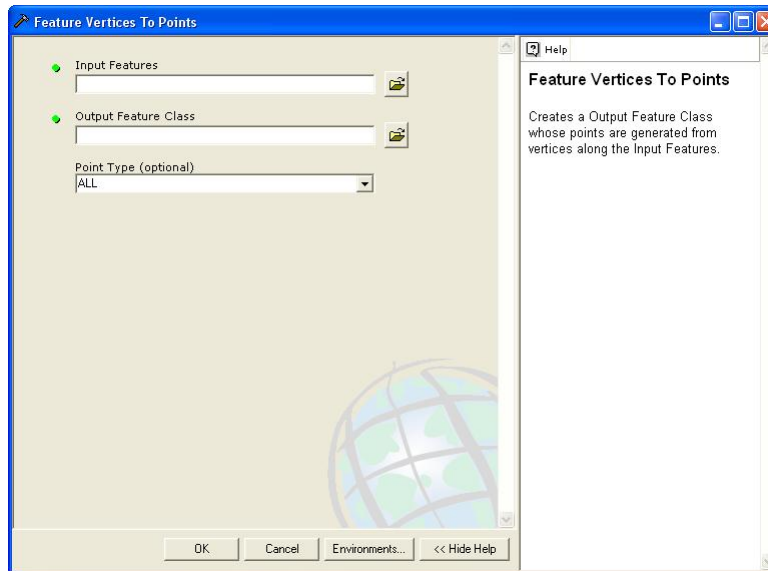 Feature Vertices To Points
Input Features
Output Feature Class
Point Type (optional)
ALL
OK
Cancel
Environments...
<< Hide Help
Help
Feature Vertices To Points
Creates a Output Feature Class
whose points are generated from
vertices along the Input Features.